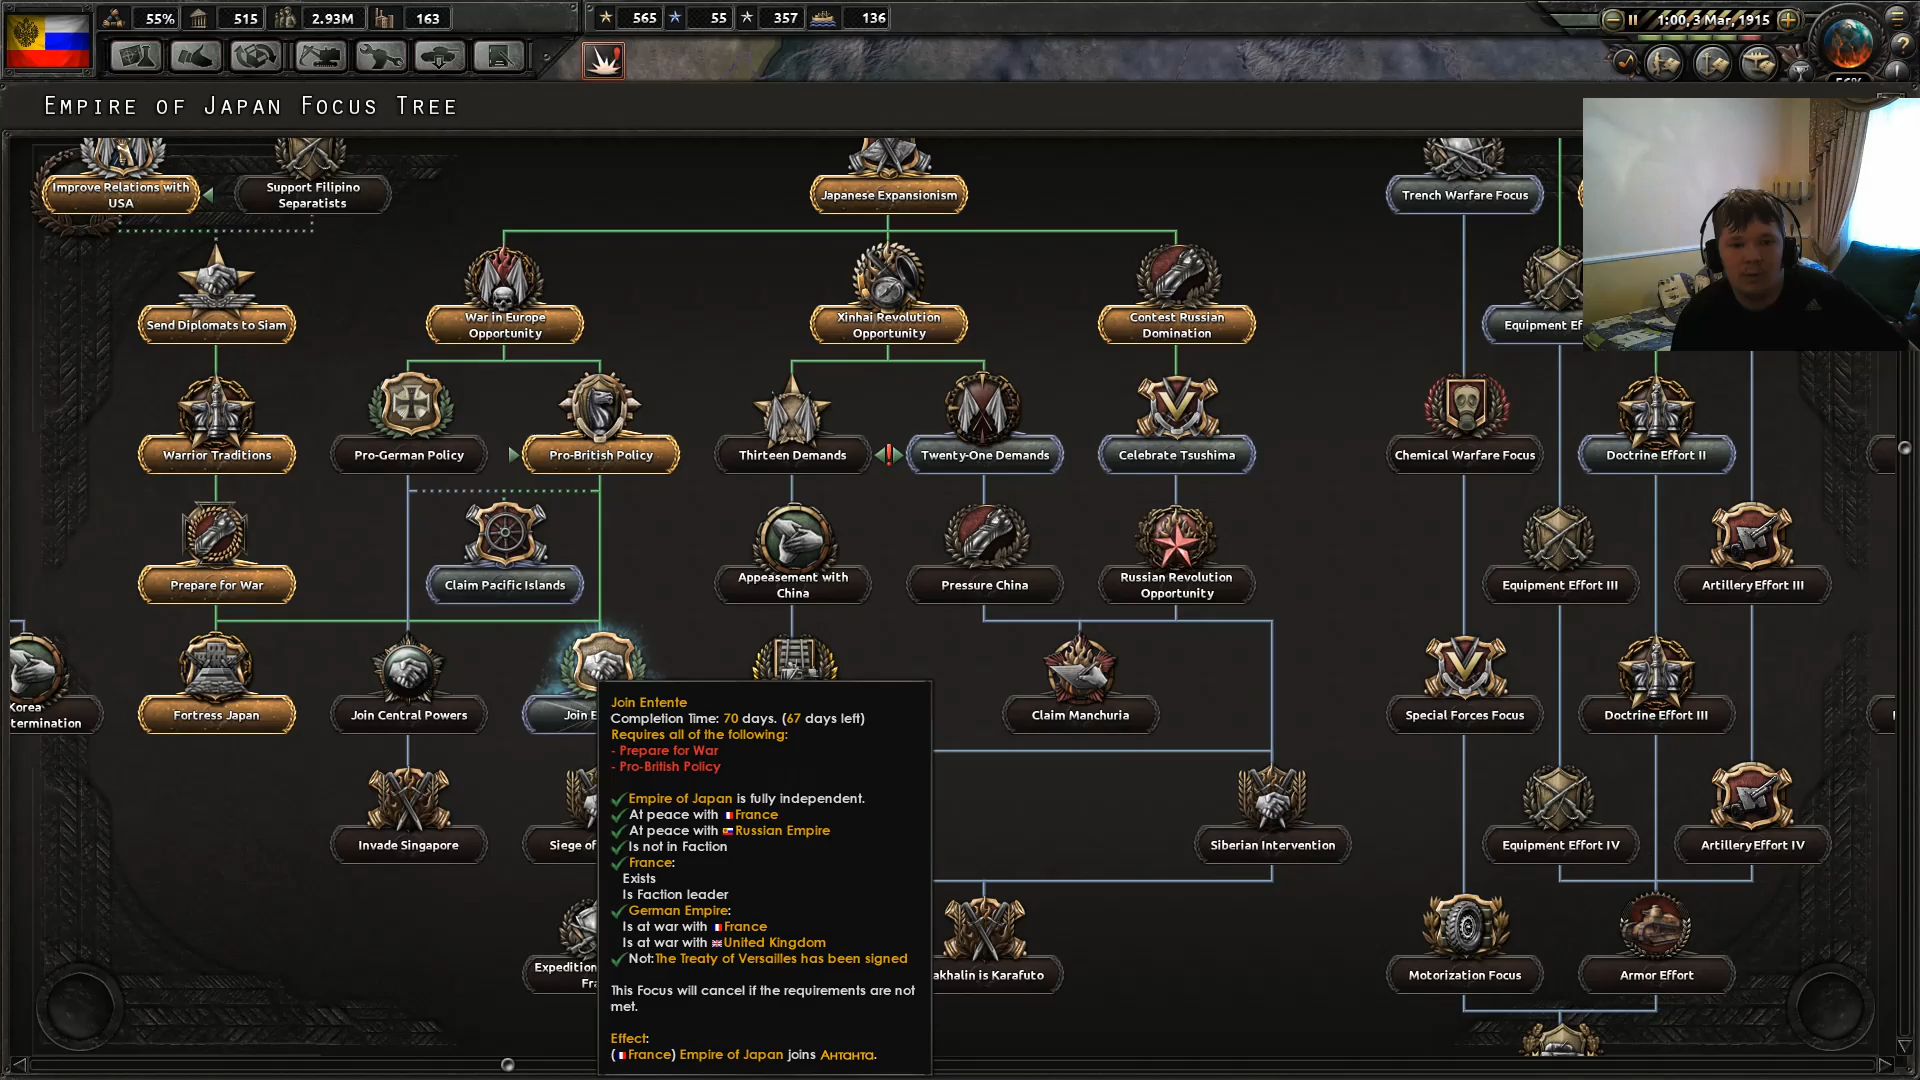 55%
515
2.93M
163
565
55
357
136
1:00, 3 Mar, 1915
Empire of Japan Focus Tree
Improve Relations with
USA
Support Filipino
Separatists
Japanese Expansionism
Trench Warfare Focus
Send Diplomats to Siam
War in Europe
Opportunity
Xinhai Revolution
Opportunity
Contest Russian
Domination
Equipment Ef
Warrior Traditions
Pro-German Policy
Pro-British Policy
Thirteen Demands
Twenty-One Demands
Celebrate Tsushima
Chemical Warfare Focus
Doctrine Effort II
Prepare for War
Claim Pacific Islands
Appeasement with
China
Pressure China
Russian Revolution
Opportunity
Equipment Effort III
Artillery Effort III
Korea
termination
Fortress Japan
Join Central Powers
Join E
Claim Manchuria
Special Forces Focus
Doctrine Effort III
Join Entente
Completion Time: 70 days. (67 days left)
Requires all of the following:
- Prepare for War
- Pro-British Policy
Empire of Japan is fully independent.
At peace with France
At peace with Russian Empire
Is not in Faction
France:
Exists
Is Faction leader
German Empire:
Is at war with France
Is at war with United Kingdom
Not: The Treaty of Versailles has been signed
This Focus will cancel if the requirements are not
met.
Effect:
(France) Empire of Japan joins Антанта.
Invade Singapore
Siege of
Siberian Intervention
Equipment Effort IV
Artillery Effort IV
Expedition
Fra
akhalin is Karafuto
Motorization Focus
Armor Effort